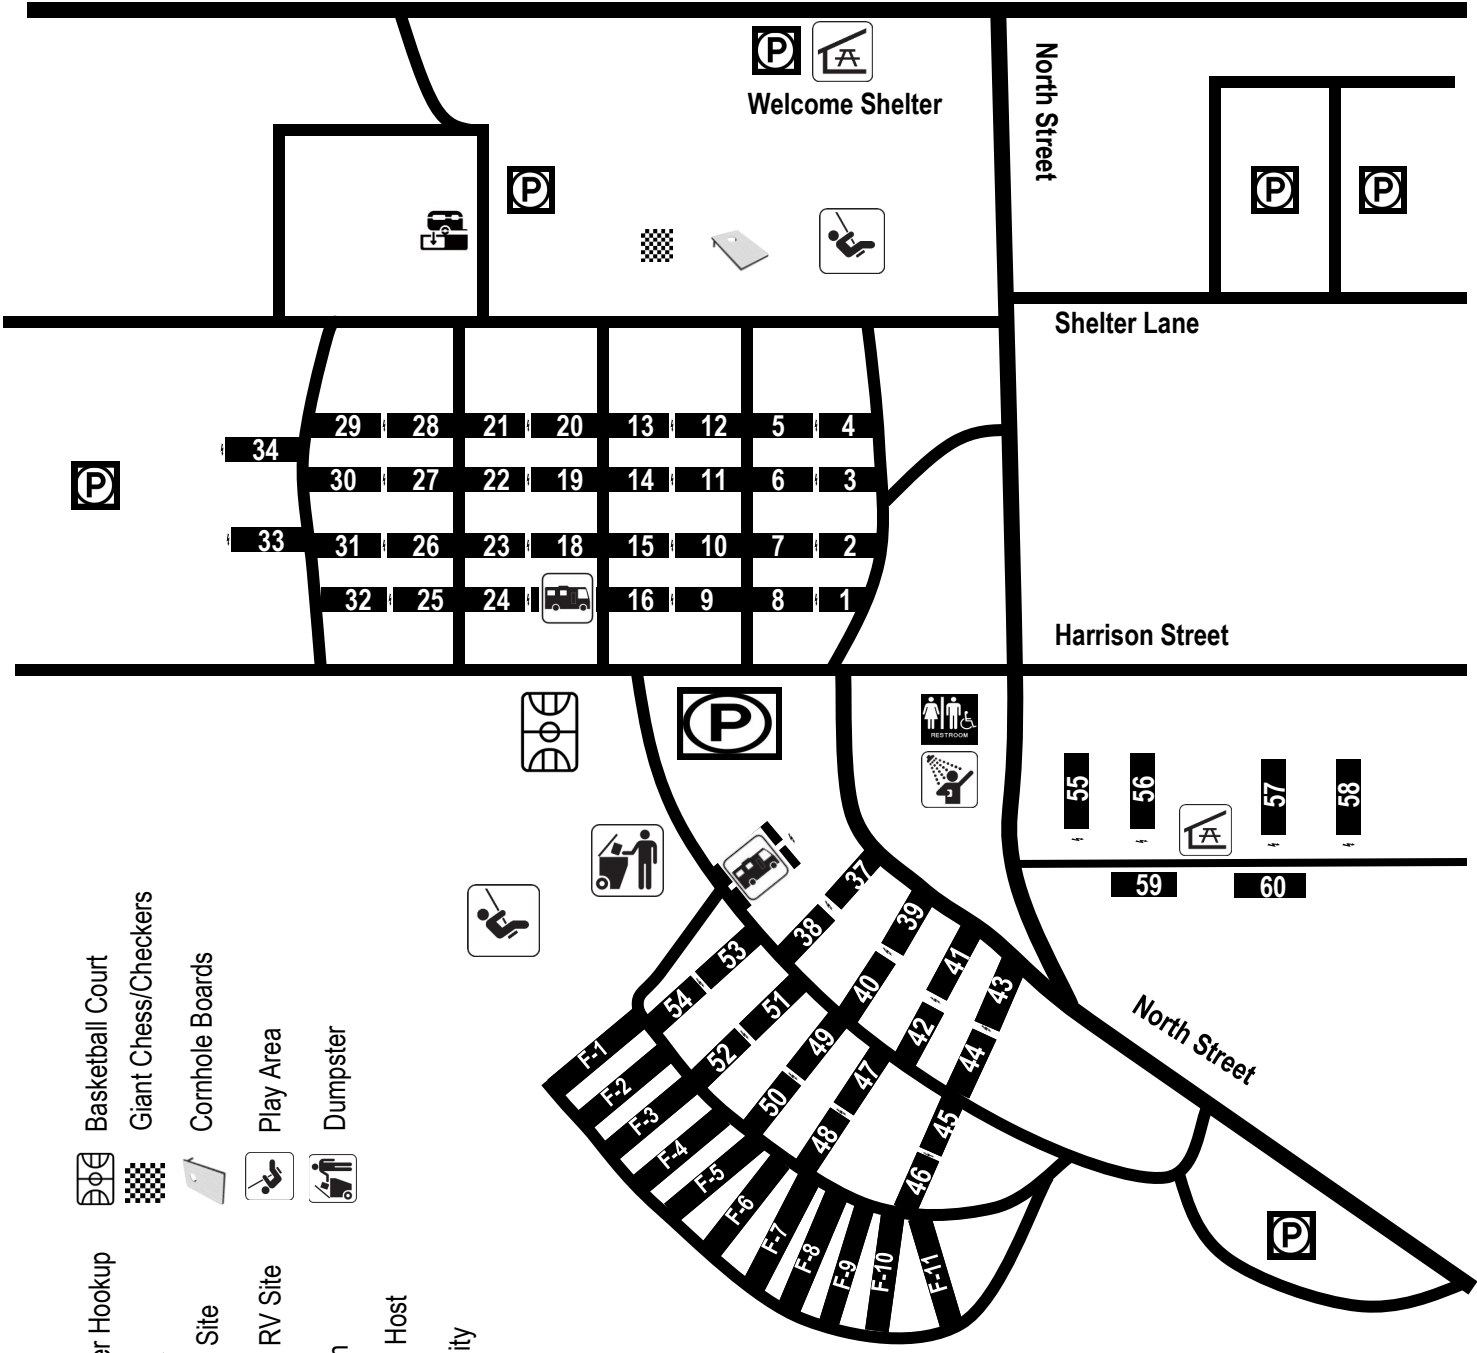 P
Welcome Shelter
North Street
P
P
P
Shelter Lane
29 28 21 20 13 12 5 4
34
P
30 27 22 19 14 11 6 3
33
31 26 23 18 15 10 7 2
32 25 24 16 9 8 1
Harrison Street
P
RESTROOM
55 56 57 58
59 60
37
38
39
40
41
42
43
44
53
54
51
52
49
50
47
48
45
46
F-1
F-2
F-3
F-4
F-5
F-6
F-7
F-8
F-9
F-10
F-11
North Street
P
Basketball Court
Giant Chess/Checkers
Cornhole Boards
Play Area
Dumpster
Hookup
Site
RV Site
Host